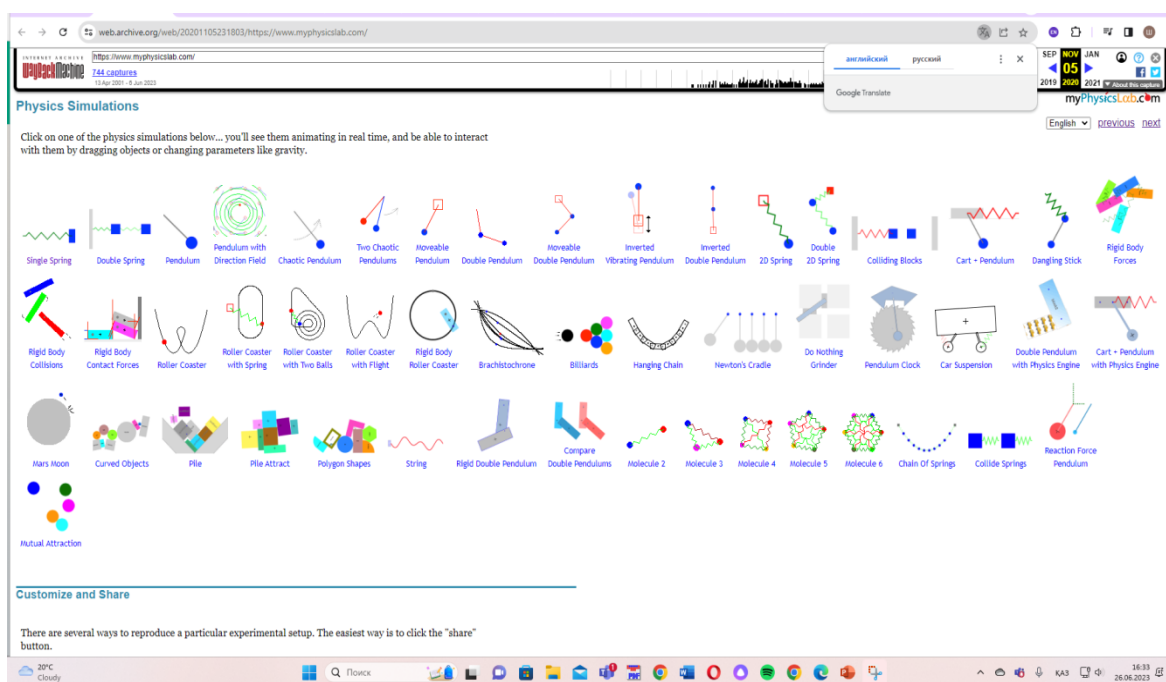 web.archive.org/web/20201105231803/https://www.myphysicslab.com/
INTERNET ARCHIVE
WayBackMachine
https://www.myphysicslab.com/
744 captures
13 Apr 2001 - 5 Jun 2023
английский русский
Google Translate
SEP NOV JAN
05
2019 2020 2021
About this capture
myPhysicsLab.com
English previous next
Physics Simulations
Click on one of the physics simulations below... you'll see them animating in real time, and be able to interact
with them by dragging objects or changing parameters like gravity.
Single Spring
Double Spring
Pendulum
Pendulum with
Direction Field
Chaotic Pendulum
Two Chaotic
Pendulums
Moveable
Pendulum
Double Pendulum
Moveable
Double Pendulum
Inverted
Vibrating Pendulum
Inverted
Double Pendulum
2D Spring
Double
2D Spring
Colliding Blocks
Cart + Pendulum
Dangling Stick
Rigid Body
Forces
Rigid Body
Collisions
Rigid Body
Contact Forces
Roller Coaster
Roller Coaster
with Spring
Roller Coaster
with Two Balls
Roller Coaster
with Flight
Rigid Body
Roller Coaster
Brachistochrone
Billiards
Hanging Chain
Newton's Cradle
Do Nothing
Grinder
Pendulum Clock
Car Suspension
Double Pendulum
with Physics Engine
Cart + Pendulum
with Physics Engine
Mars Moon
Curved Objects
Pile
Pile Attract
Polygon Shapes
String
Rigid Double Pendulum
Compare
Double Pendulums
Molecule 2
Molecule 3
Molecule 4
Molecule 5
Molecule 6
Chain Of Springs
Collide Springs
Reaction Force
Pendulum
Mutual Attraction
Customize and Share
There are several ways to reproduce a particular experimental setup. The easiest way is to click the "share"
button.
20°C
Cloudy
Поиск
ҚАЗ
16:33
26.06.2023